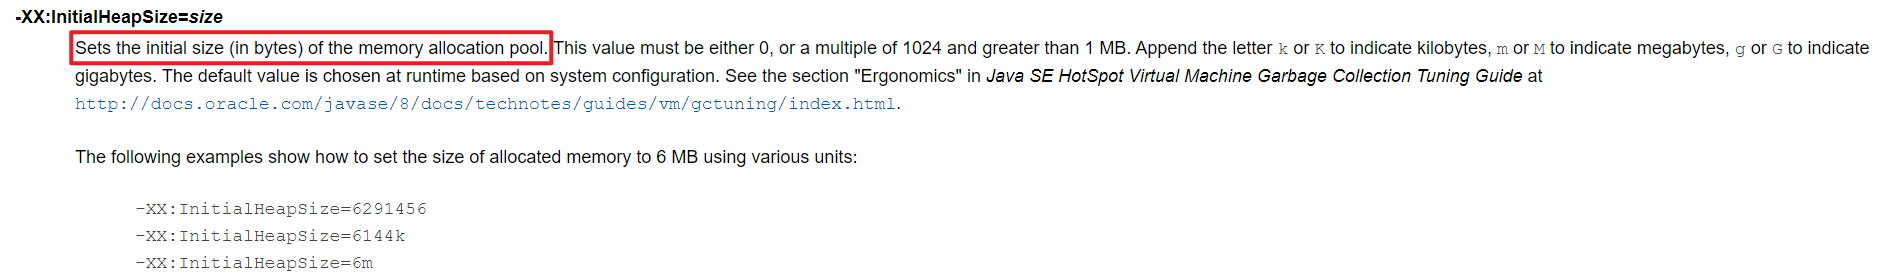 -XX:InitialHeapSize=size
Sets the initial size (in bytes) of the memory allocation pool. This value must be either 0, or a multiple of 1024 and greater than 1 MB. Append the letter k or K to indicate kilobytes, m or M to indicate megabytes, g or G to indicate
gigabytes. The default value is chosen at runtime based on system configuration. See the section "Ergonomics" in Java SE HotSpot Virtual Machine Garbage Collection Tuning Guide at
http://docs.oracle.com/javase/8/docs/technotes/guides/vm/gctuning/index.html.
The following examples show how to set the size of allocated memory to 6 MB using various units:
-XX:InitialHeapSize=6291456
-XX:InitialHeapSize=6144k
-XX:InitialHeapSize=6m